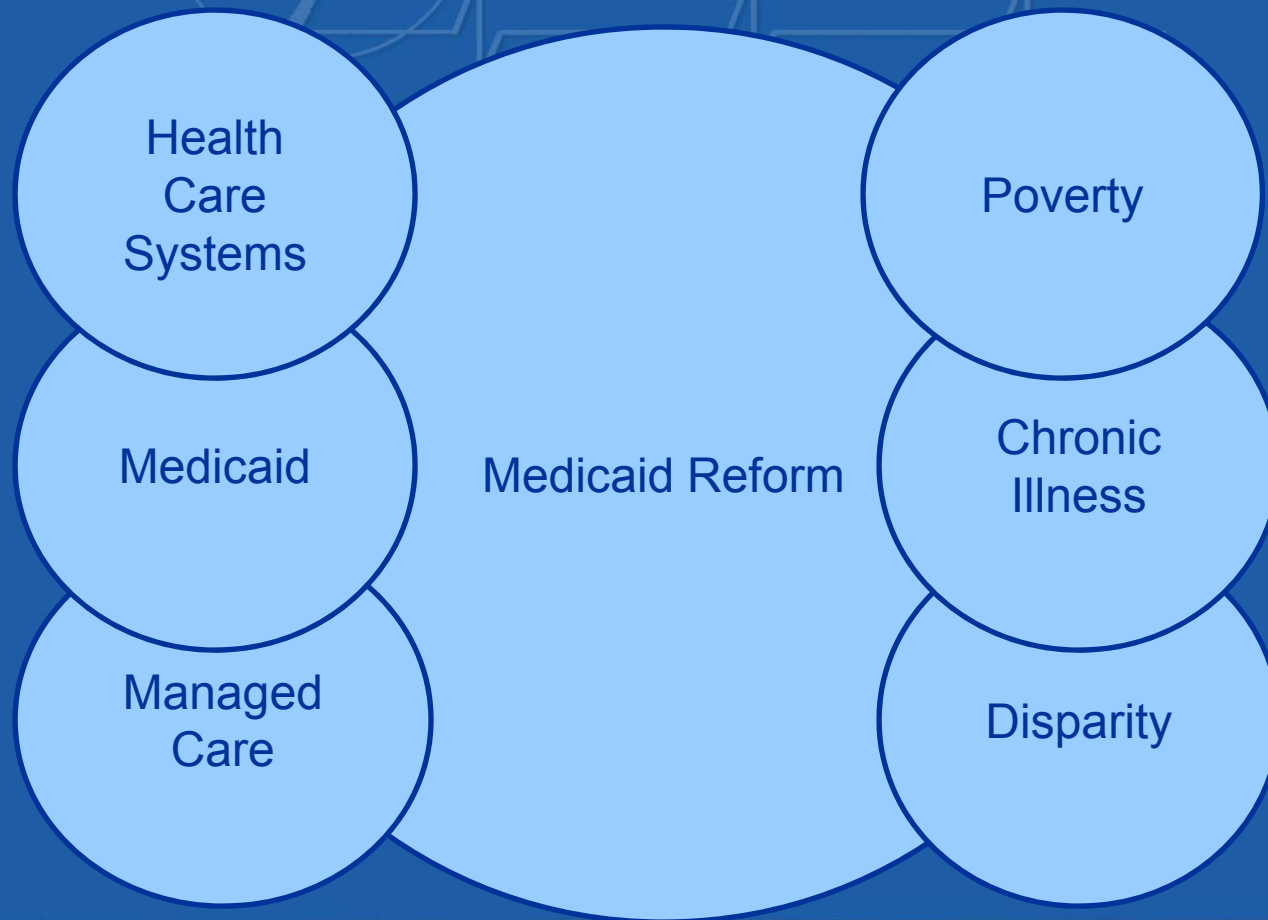 Health
Care
Systems
Poverty
Medicaid
Medicaid Reform
Chronic
Illness
Managed
Care
Disparity